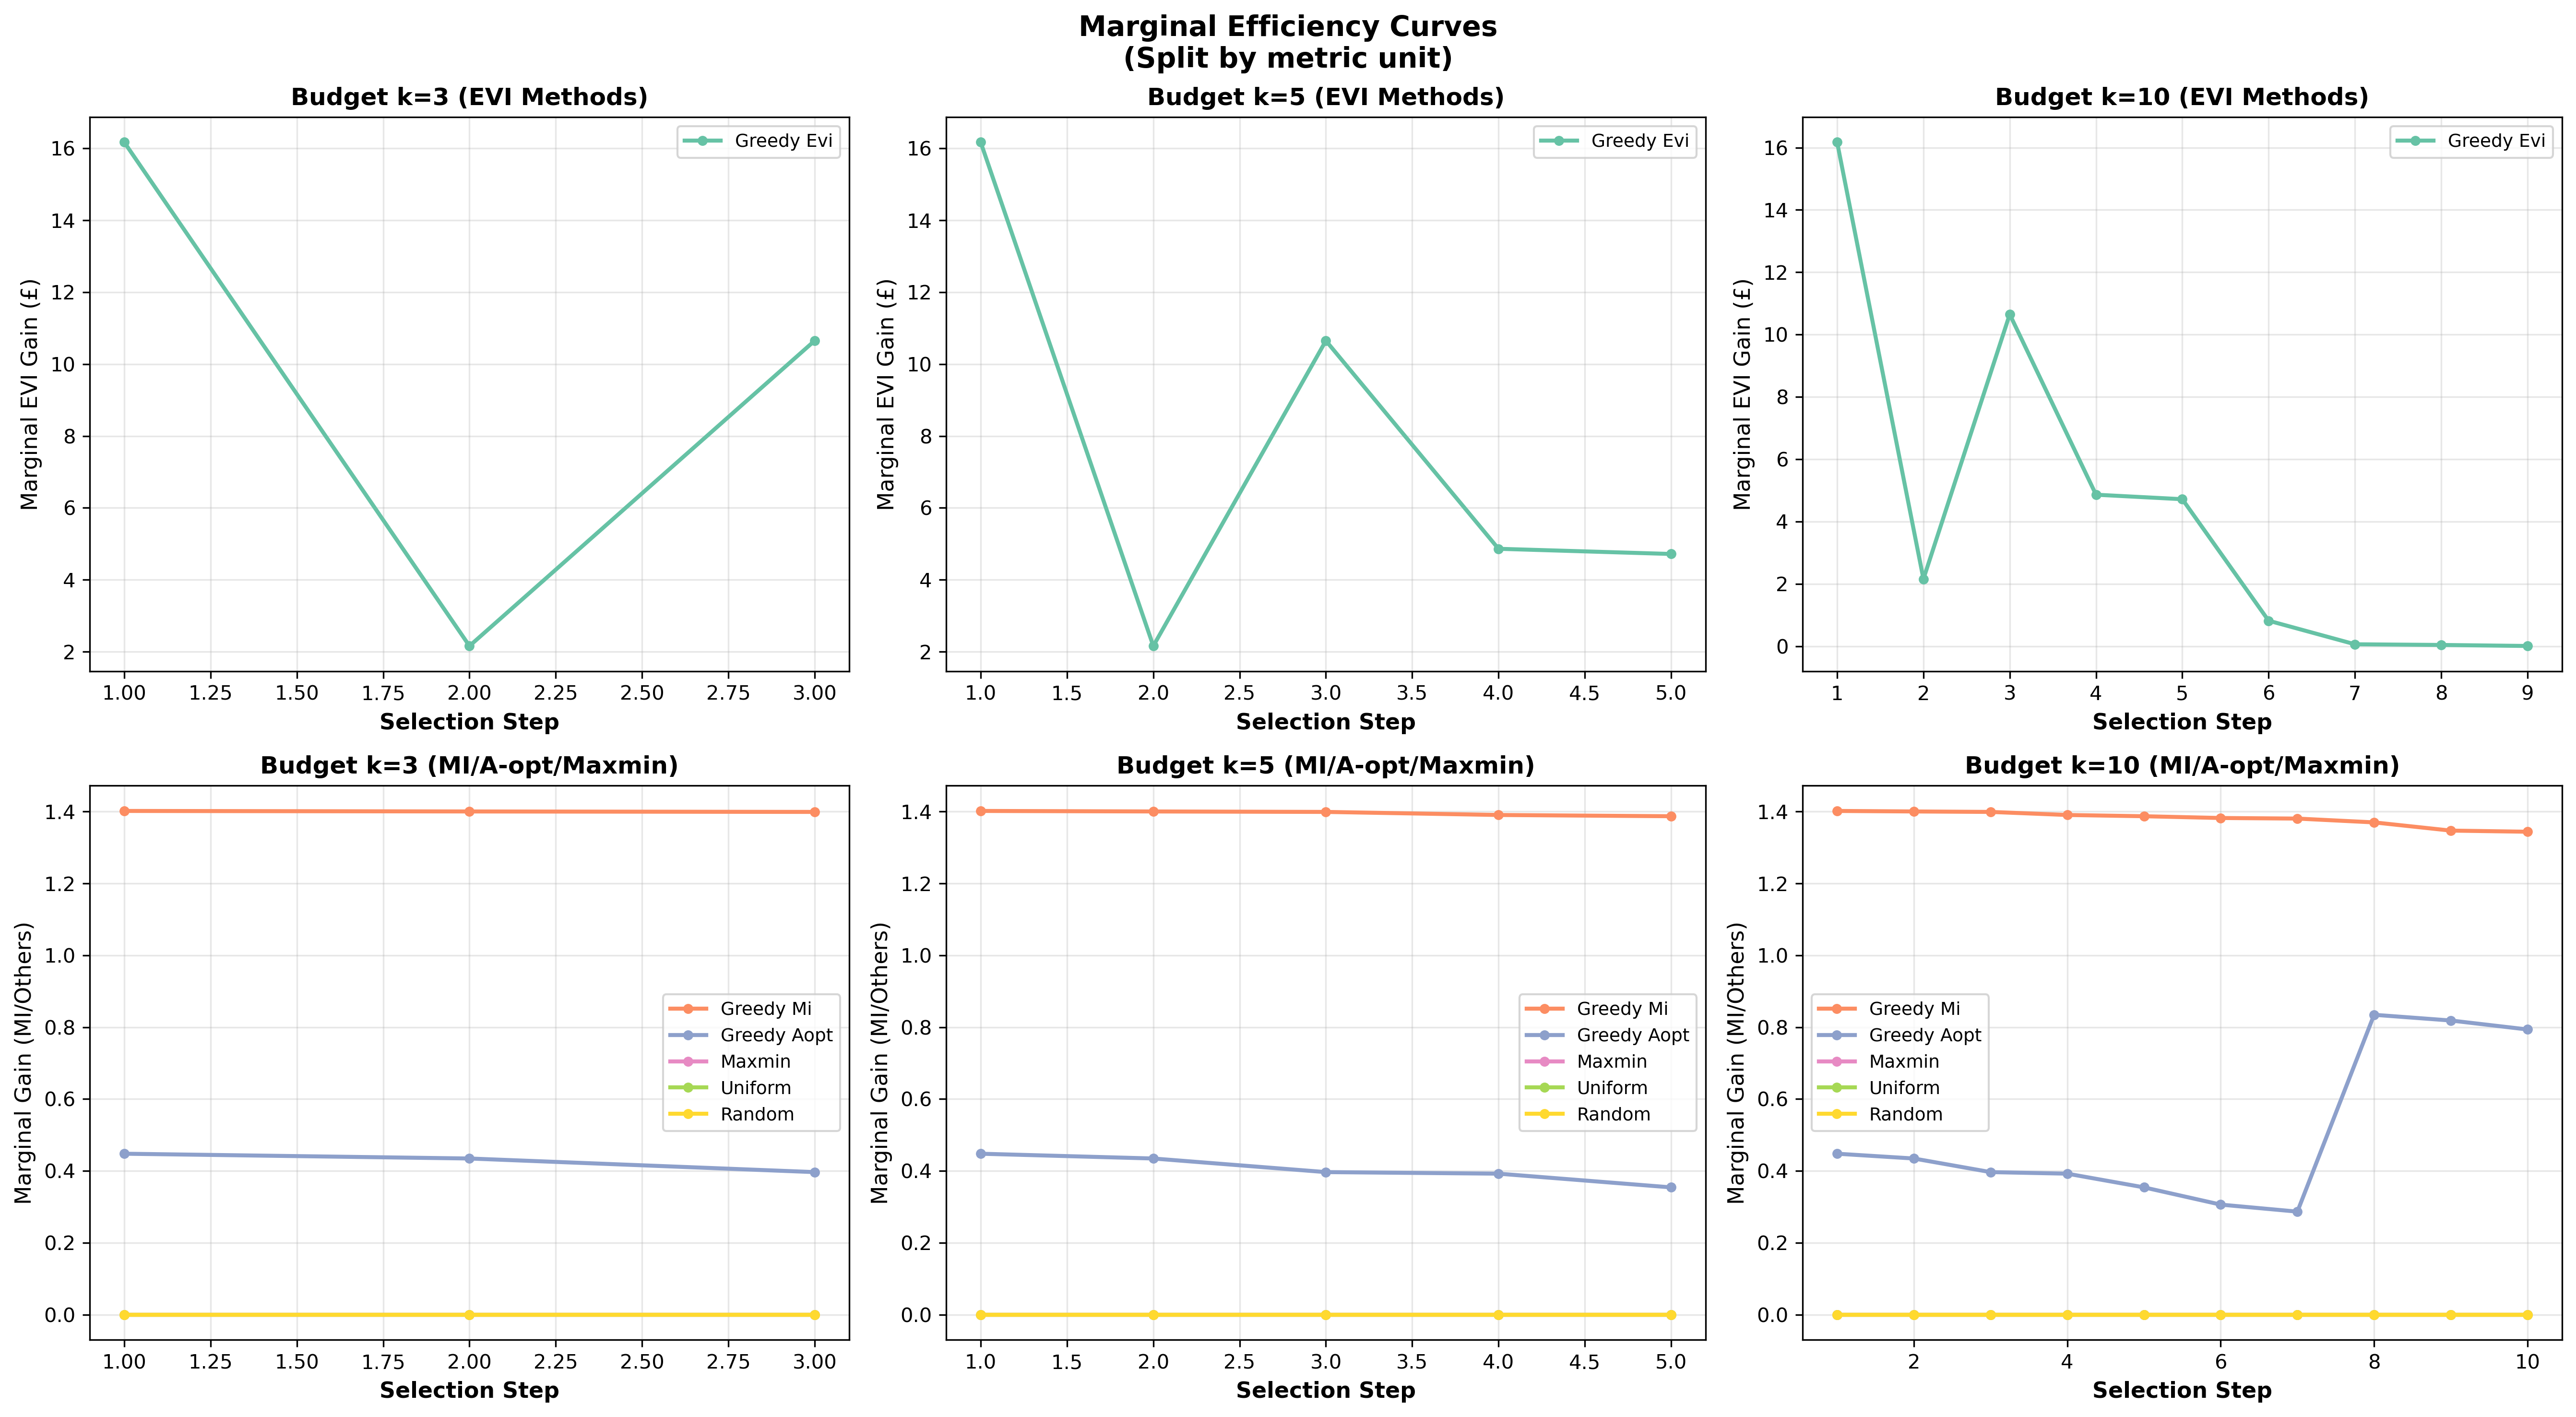 Marginal Efficiency Curves
(Split by metric unit)
Budget k=3 (EVI Methods)
Marginal EVI Gain (£)
16
14
12
10
8
6
4
2
Greedy Evi
1.00 1.25 1.50 1.75 2.00 2.25 2.50 2.75 3.00
Selection Step
Budget k=5 (EVI Methods)
Marginal EVI Gain (£)
16
14
12
10
8
6
4
2
Greedy Evi
1.0 1.5 2.0 2.5 3.0 3.5 4.0 4.5 5.0
Selection Step
Budget k=10 (EVI Methods)
Marginal EVI Gain (£)
16
14
12
10
8
6
4
2
0
Greedy Evi
1 2 3 4 5 6 7 8 9
Selection Step
Budget k=3 (MI/A-opt/Maxmin)
Marginal Gain (MI/Others)
1.4
1.2
1.0
0.8
0.6
0.4
0.2
0.0
Greedy Mi
Greedy Aopt
Maxmin
Uniform
Random
1.00 1.25 1.50 1.75 2.00 2.25 2.50 2.75 3.00
Selection Step
Budget k=5 (MI/A-opt/Maxmin)
Marginal Gain (MI/Others)
1.4
1.2
1.0
0.8
0.6
0.4
0.2
0.0
Greedy Mi
Greedy Aopt
Maxmin
Uniform
Random
1.0 1.5 2.0 2.5 3.0 3.5 4.0 4.5 5.0
Selection Step
Budget k=10 (MI/A-opt/Maxmin)
Marginal Gain (MI/Others)
1.4
1.2
1.0
0.8
0.6
0.4
0.2
0.0
Greedy Mi
Greedy Aopt
Maxmin
Uniform
Random
2 4 6 8 10
Selection Step